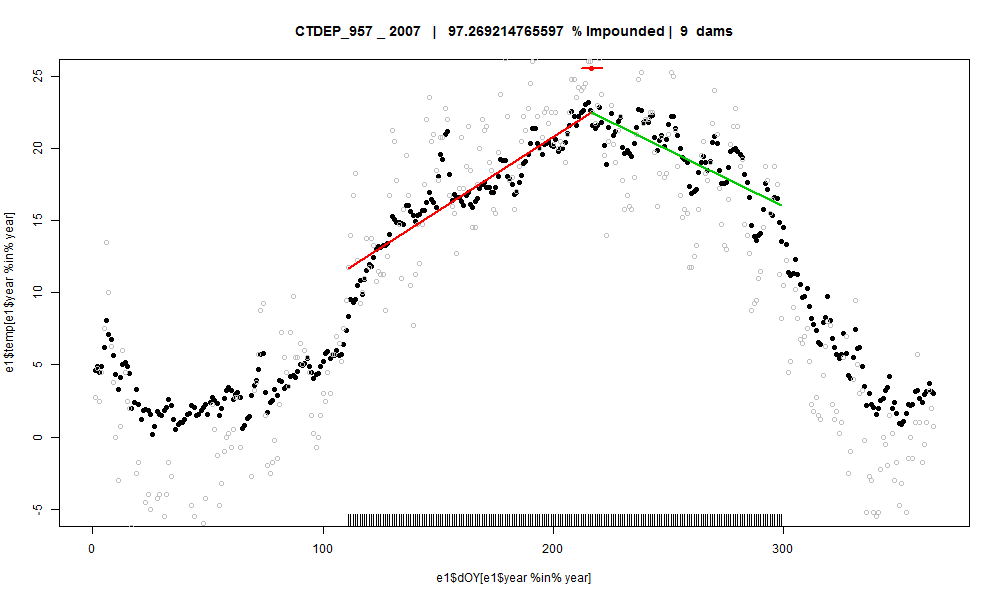 CTDEP_957 _ 2007 | 97.269214765597 % Impounded | 9 dams
e1$temp[e1$year %in% year]
25
20
15
10
5
0
-5
0 100 200 300
e1$dOY[e1$year %in% year]